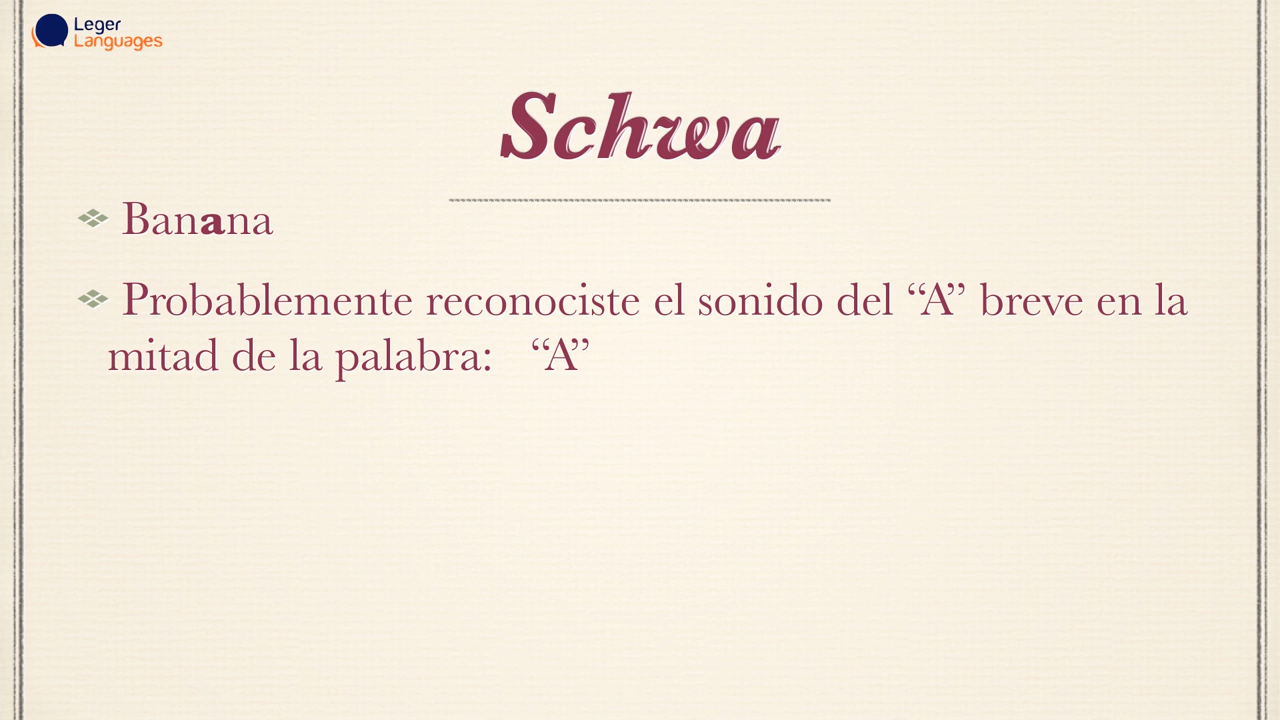 Leger
Languages
Schwa
Banana
Probablemente reconociste el sonido del “A” breve en la
mitad de la palabra: “A”